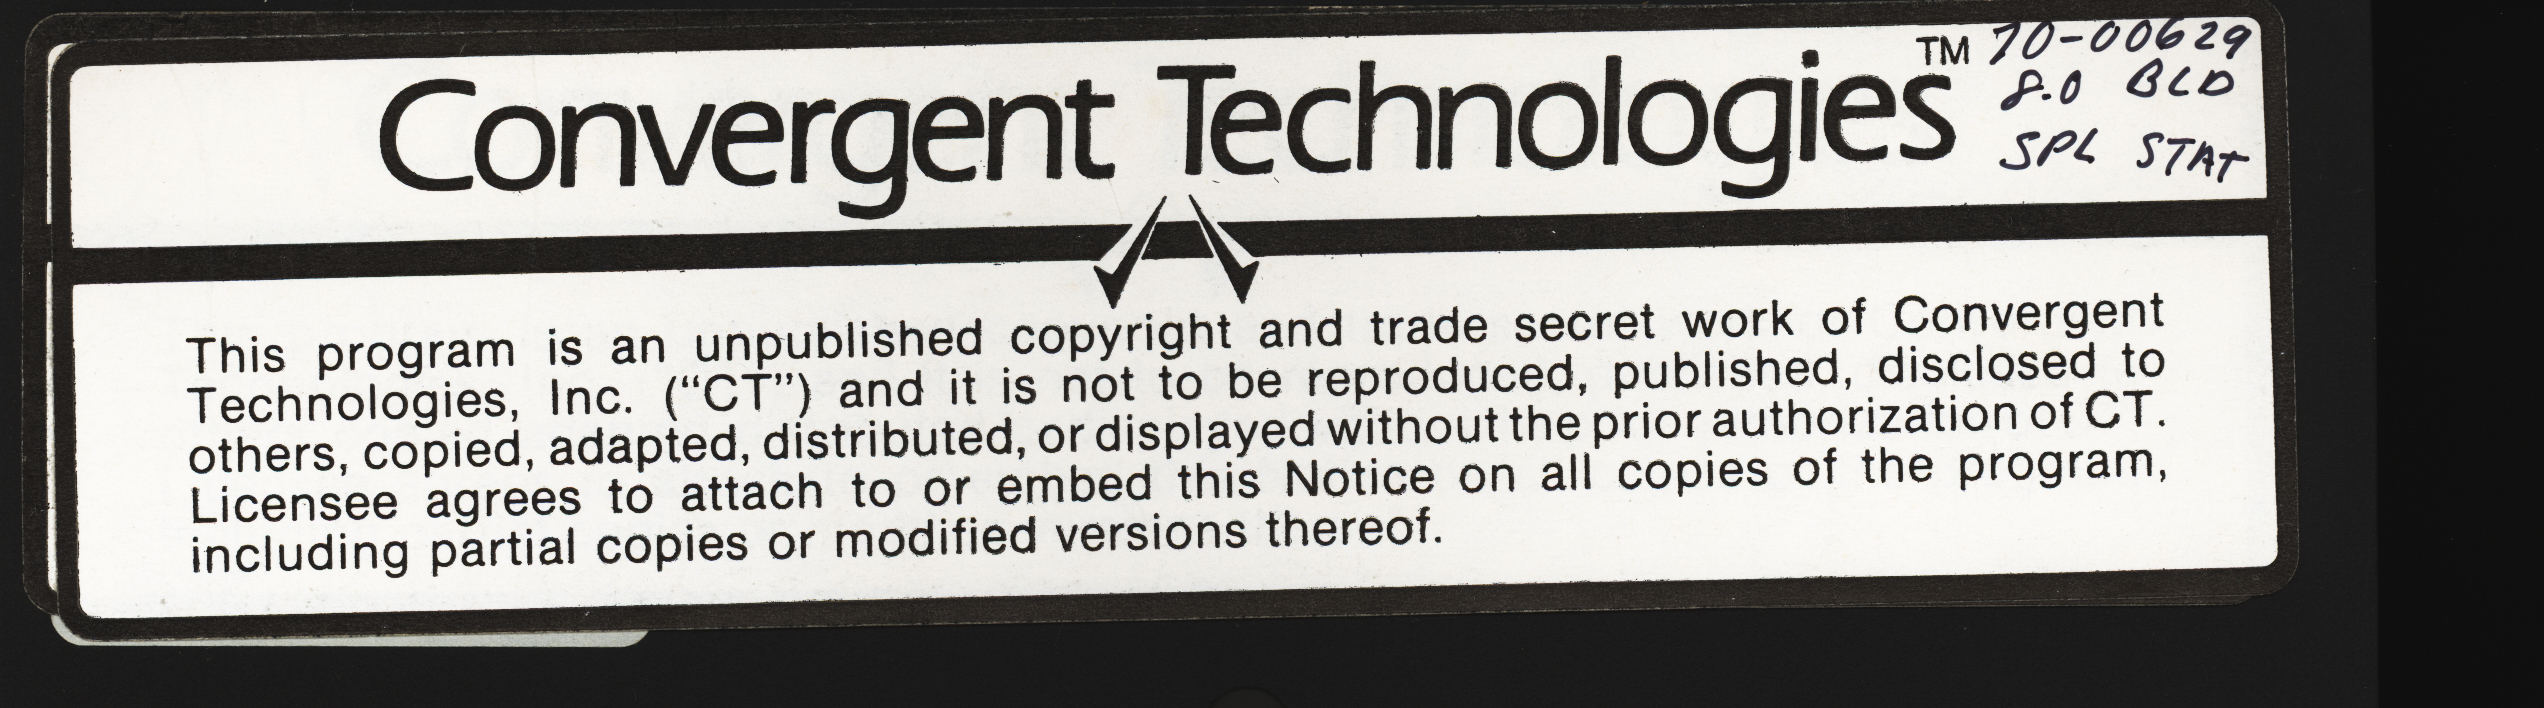 Convergent Technologies™
70-00629
8.0 BLD
SPL STAT
This program is an unpublished copyright and trade secret work of Convergent
Technologies, Inc. (“CT”) and it is not to be reproduced, published, disclosed to
others, copied, adapted, distributed, or displayed without the prior authorization of CT.
Licensee agrees to attach to or embed this Notice on all copies of the program,
including partial copies or modified versions thereof.